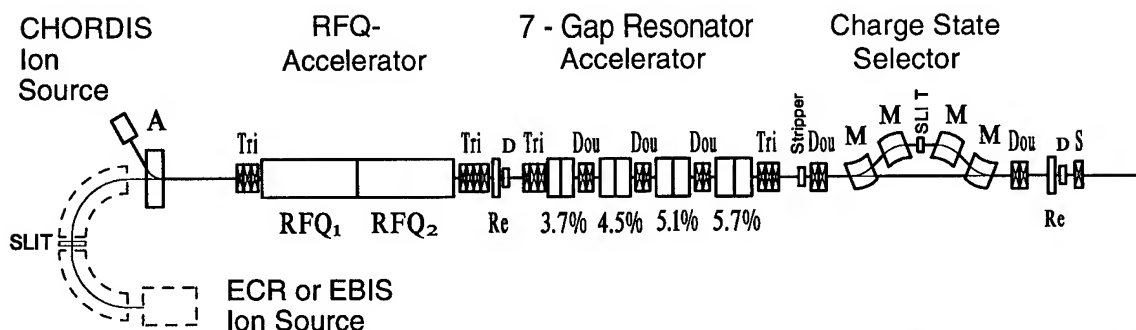 CHORDIS
Ion
Source
RFQ-
Accelerator
7 - Gap Resonator
Accelerator
Charge State
Selector
A
Tri
Tri
D
Tri
Dou
Dou
Dou
Tri
Stripper
Dou
M
M
SLIT
M
M
Dou
D
S
RFQ₁
RFQ₂
Re
3.7%
4.5%
5.1%
5.7%
Re
SLIT
ECR or EBIS
Ion Source